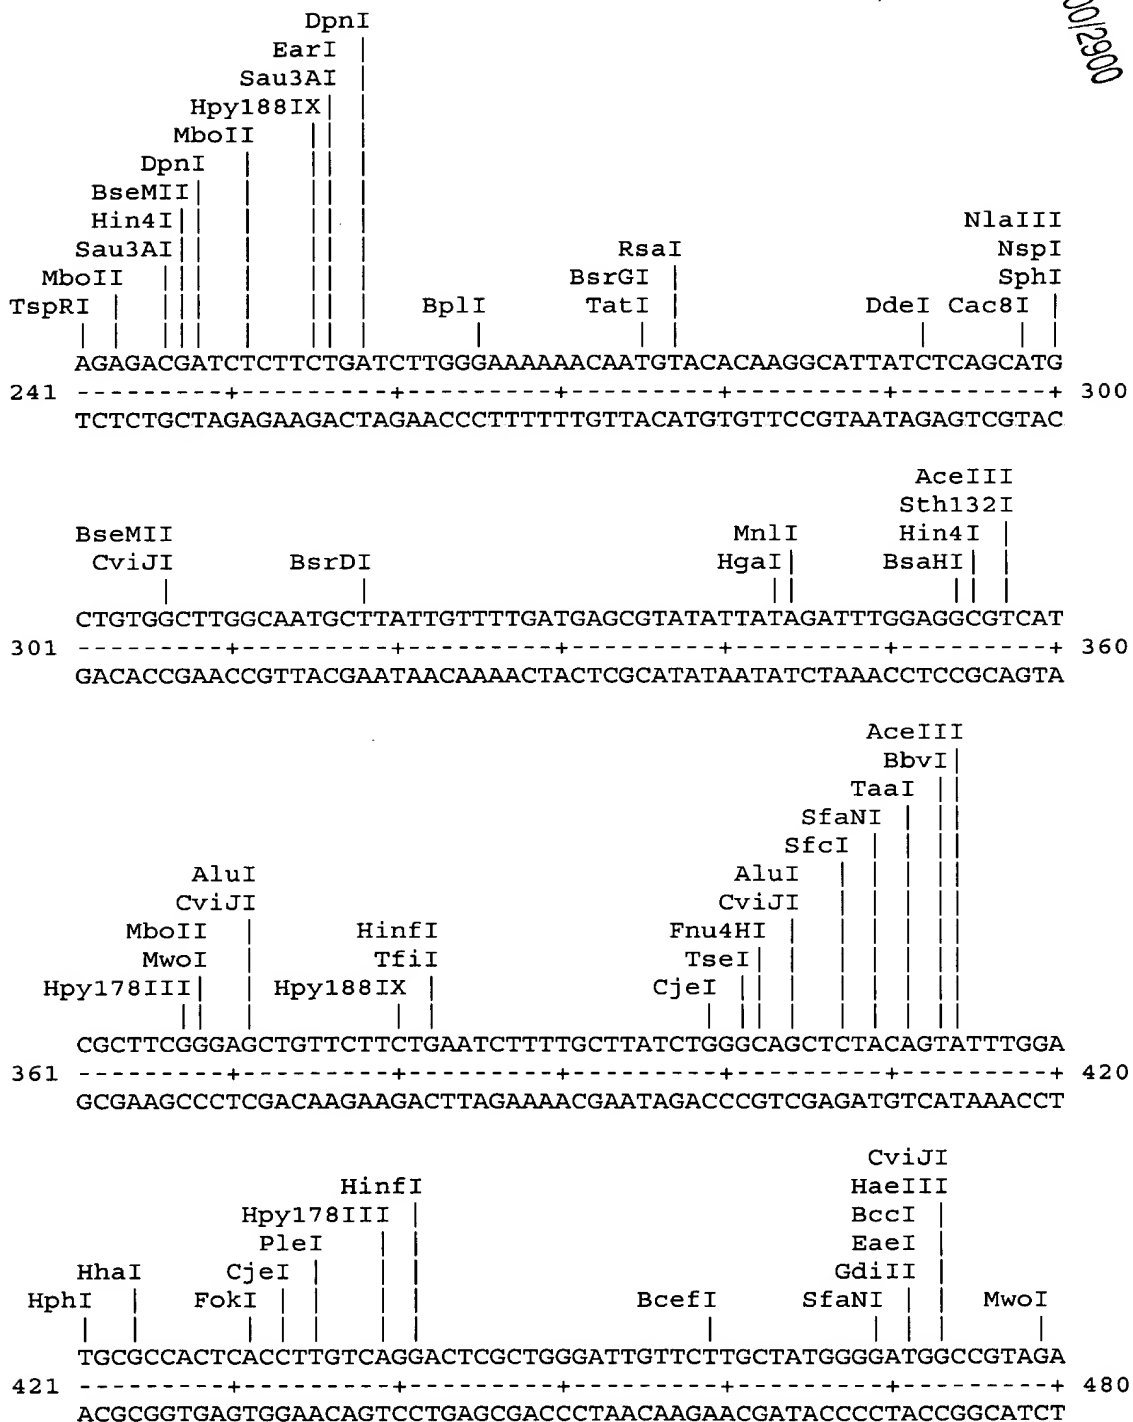 00/2900
DpnI
EarI
Sau3AI
Hpy188IX
MboII
DpnI
BseMII
Hin4I NlaIII
Sau3AI RsaI NspI
MboII BsrGI SphI
TspRI BplI TatI DdeI Cac8I
AGAGACGATCTCTTCTGATCTTGGGAAAAAACAATGTACACAAGGCATTATCTCAGCATG
241 ---------+---------+---------+---------+---------+---------+ 300
TCTCTGCTAGAGAAGACTAGAACCCTTTTTTGTTACATGTGTTCCGTAATAGAGTCGTAC
AceIII
Sth132I
BseMII MnlI Hin4I
CviJI BsrDI HgaI BsaHI
CTGTGGCTTGGCAATGCTTATTGTTTTGATGAGCGTATATTATAGATTTGGAGGCGTCAT
301 ---------+---------+---------+---------+---------+---------+ 360
GACACCGAACCGTTACGAATAACAAAACTACTCGCATATAATATCTAAACCTCCGCAGTA
AceIII
BbvI
TaaI
SfaNI
SfcI
AluI AluI
CviJI CviJI
MboII HinfI Fnu4HI
MwoI TfiI TseI
Hpy178III Hpy188IX CjeI
CGCTTCGGGAGCTGTTCTTCTGAATCTTTTGCTTATCTGGGCAGCTCTACAGTATTTGGA
361 ---------+---------+---------+---------+---------+---------+ 420
GCGAAGCCCTCGACAAGAAGACTTAGAAAACGAATAGACCCGTCGAGATGTCATAAACCT
CviJI
HinfI HaeIII
Hpy178III BccI
PleI EaeI
HhaI CjeI GdiII
HphI FokI BcefI SfaNI MwoI
TGCGCCACTCACCTTGTCAGGACTCGCTGGGATTGTTCTTGCTATGGGGATGGCCGTAGA
421 ---------+---------+---------+---------+---------+---------+ 480
ACGCGGTGAGTGGAACAGTCCTGAGCGACCCTAACAAGAACGATACCCCTACCGGCATCT